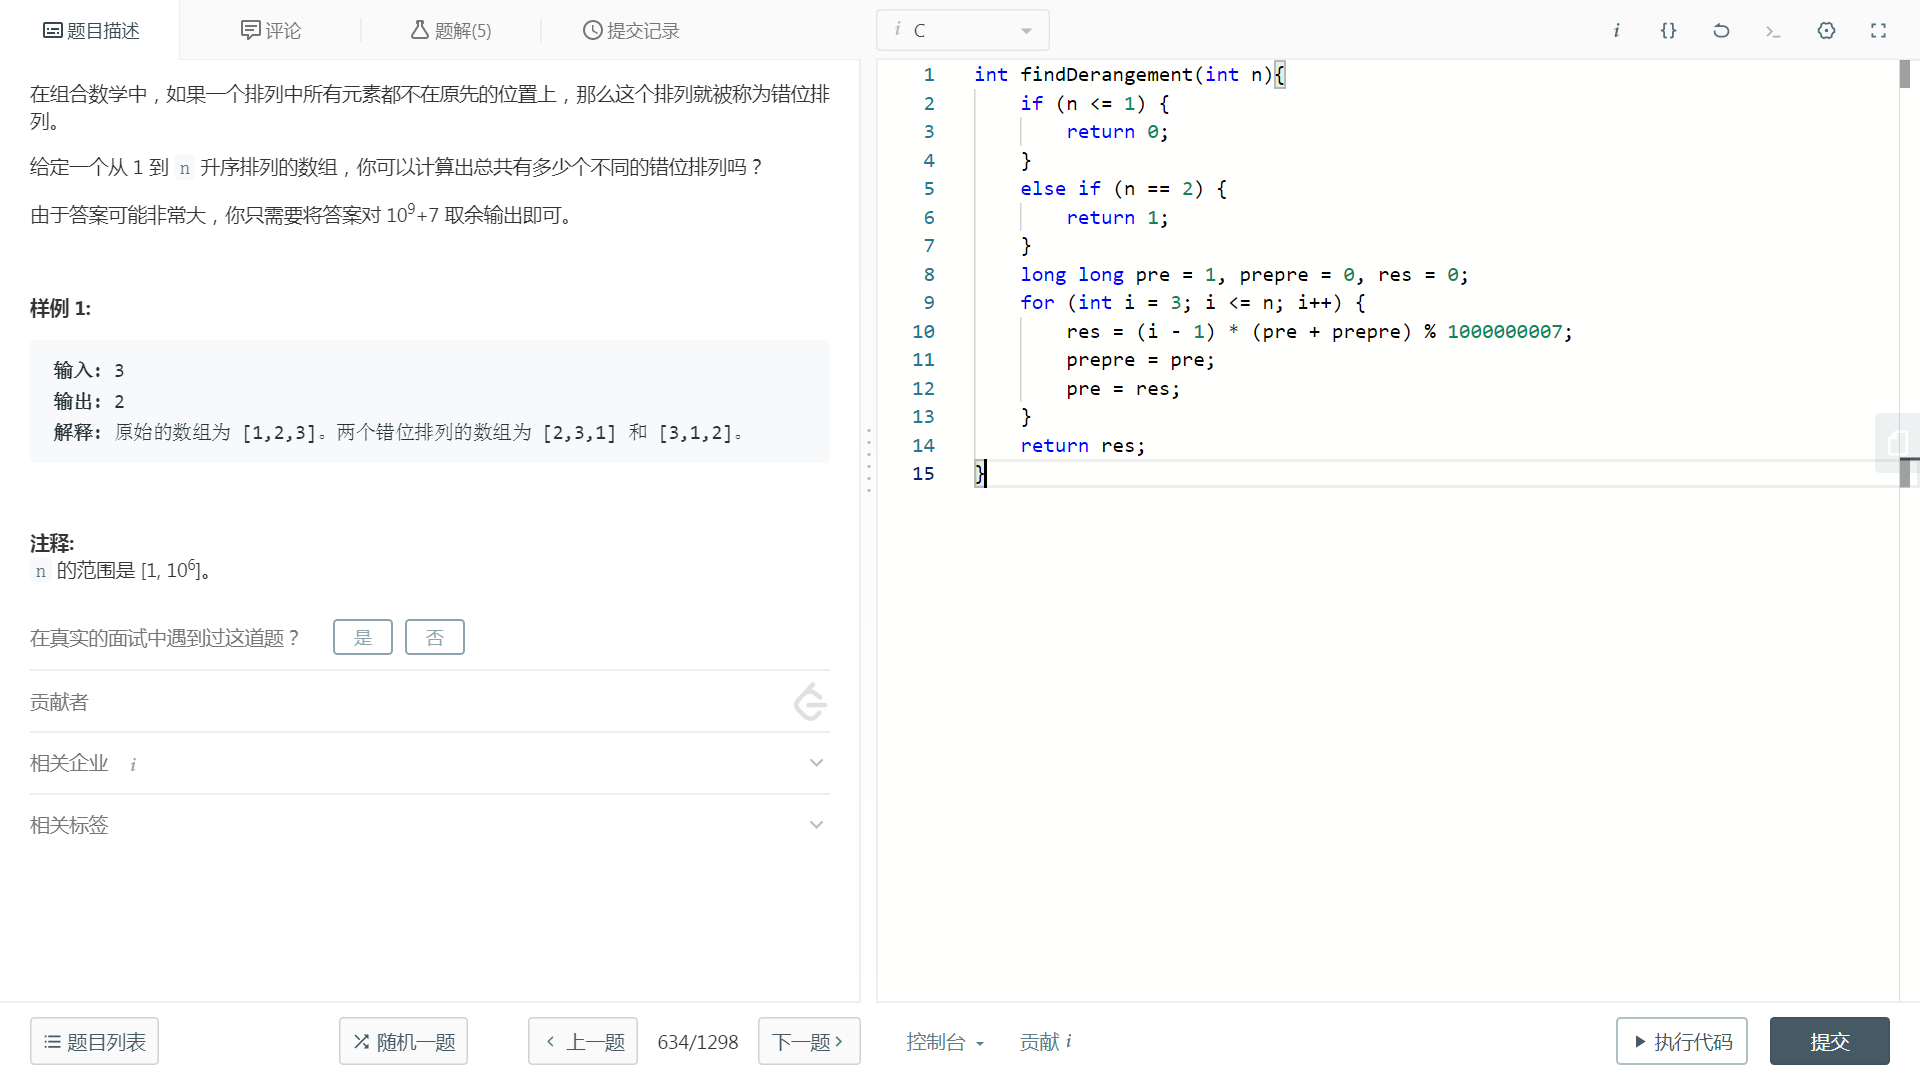 题目描述
评论
题解(5)
提交记录
i C
i {}
在组合数学中，如果一个排列中所有元素都不在原先的位置上，那么这个排列就被称为错位排
列。
给定一个从 1 到 n 升序排列的数组，你可以计算出总共有多少个不同的错位排列吗？
由于答案可能非常大，你只需要将答案对 10⁹+7 取余输出即可。
样例 1:
输入: 3
输出: 2
解释: 原始的数组为 [1,2,3]。两个错位排列的数组为 [2,3,1] 和 [3,1,2]。
注释:
n 的范围是 [1, 10⁶]。
在真实的面试中遇到过这道题？ 是 否
贡献者
相关企业 i
相关标签
1 int findDerangement(int n){
2     if (n <= 1) {
3         return 0;
4     }
5     else if (n == 2) {
6         return 1;
7     }
8     long long pre = 1, prepre = 0, res = 0;
9     for (int i = 3; i <= n; i++) {
10         res = (i - 1) * (pre + prepre) % 1000000007;
11         prepre = pre;
12         pre = res;
13     }
14     return res;
15 }
题目列表
随机一题
上一题
634/1298
下一题
控制台
贡献 i
执行代码
提交